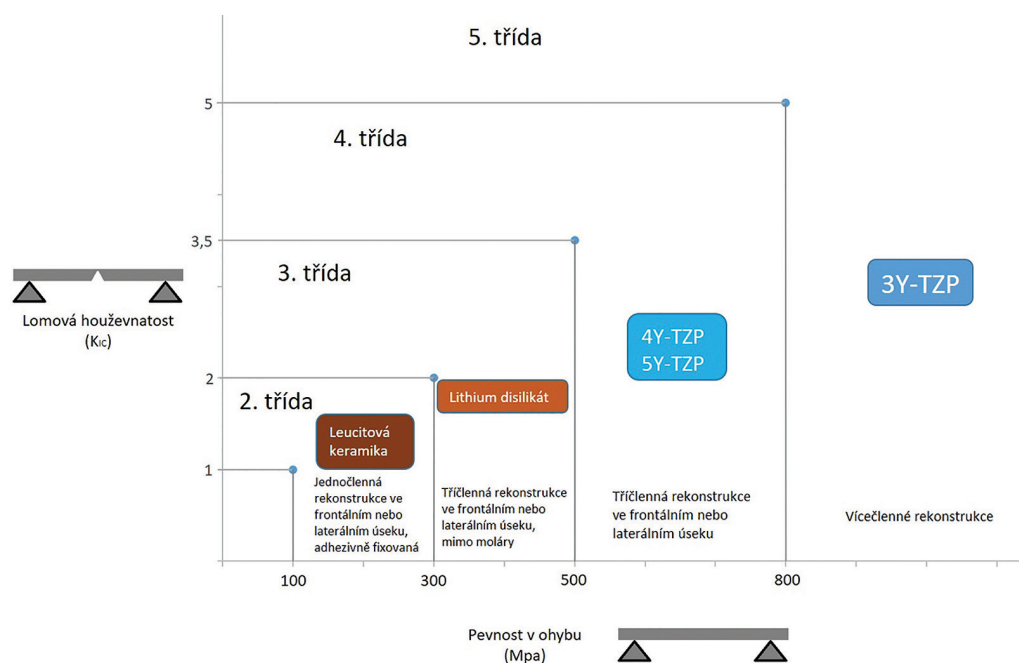 5. třída
5
4. třída
3,5
3. třída
3Y-TZP
Lomová houževnatost
(KIC)
4Y-TZP
5Y-TZP
2
2. třída
Lithium disilikát
Leucitová
keramika
1
Jednočlenná
rekonstrukce ve
frontálním nebo
laterálním úseku,
adhezivně fixovaná
Tříčlenná rekonstrukce
ve frontálním nebo
laterálním úseku,
mimo moláry
Tříčlenná rekonstrukce
ve frontálním nebo
laterálním úseku
Vícečlenné rekonstrukce
100
300
500
800
Pevnost v ohybu
(Mpa)